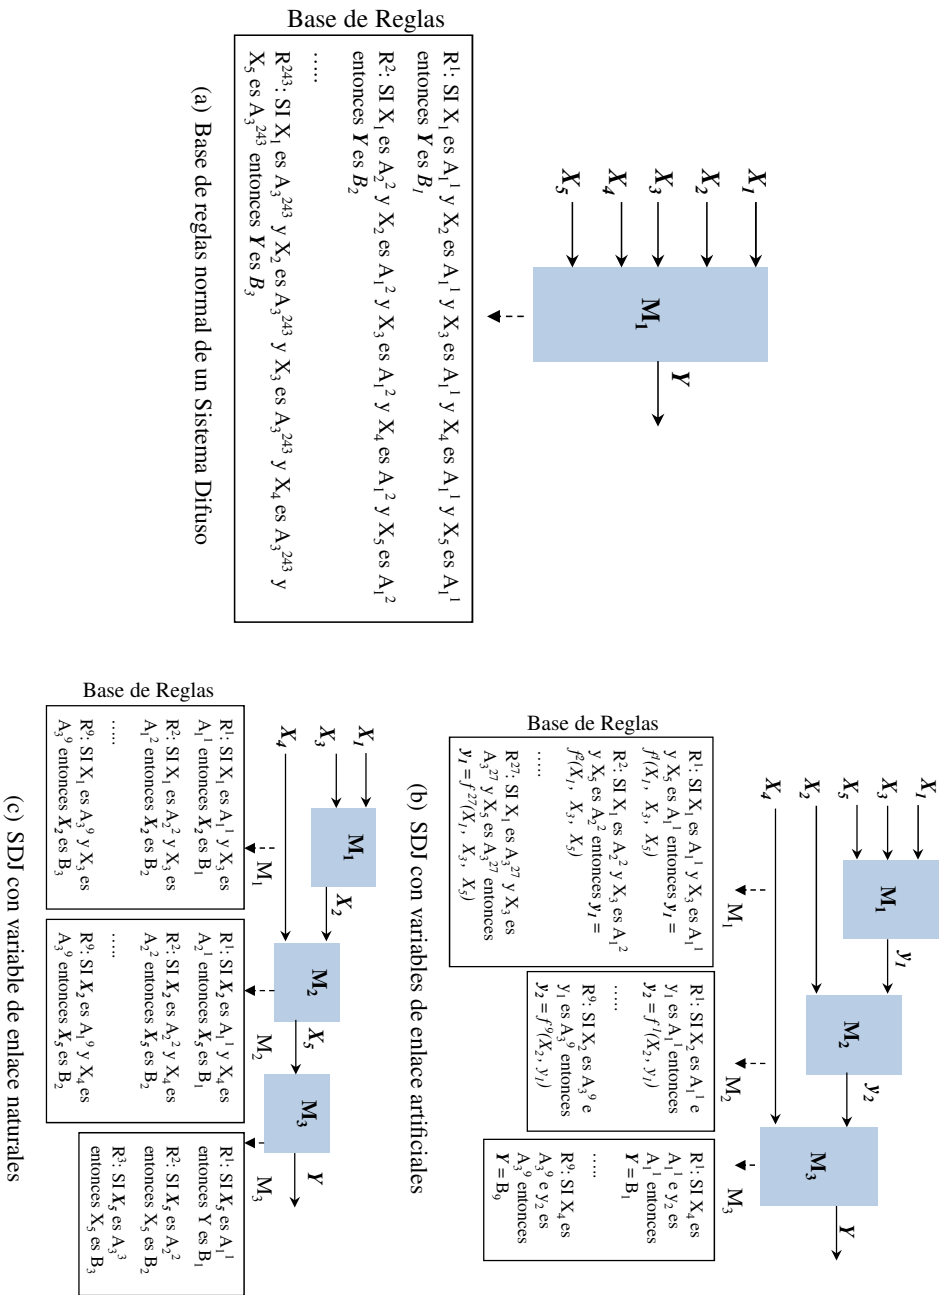 X₁
X₂
X₃
X₄
X₅
M₁
Y
Base de Reglas
R¹: SI X₁ es A₁¹ y X₂ es A₁¹ y X₃ es A₁¹ y X₄ es A₁¹ y X₅ es A₁¹
entonces Y es B₁
R²: SI X₁ es A₂² y X₂ es A₁² y X₃ es A₁² y X₄ es A₁² y X₅ es A₁²
entonces Y es B₂
.....
R²⁴³: SI X₁ es A₃²⁴³ y X₂ es A₃²⁴³ y X₃ es A₃²⁴³ y X₄ es A₃²⁴³ y
X₅ es A₃²⁴³ entonces Y es B₃
(a) Base de reglas normal de un Sistema Difuso
X₁
X₃
X₅
X₂
X₄
M₁
y₁
M₂
y₂
M₃
Y
Base de Reglas
M₁
R¹: SI X₁ es A₁¹ y X₃ es A₁¹
y X₅ es A₁¹ entonces y₁ =
f¹(X₁, X₃, X₅)
R²: SI X₁ es A₂² y X₃ es A₁²
y X₅ es A₂² entonces y₁ =
f²(X₁, X₃, X₅)
.....
R²⁷: SI X₁ es A₃²⁷ y X₃ es
A₃²⁷ y X₅ es A₃²⁷ entonces
y₁ = f²⁷(X₁, X₃, X₅)
M₂
R¹: SI X₂ es A₁¹ e
y₁ es A₁¹ entonces
y₂ = f¹(X₂, y₁)
.....
R⁹: SI X₂ es A₃⁹ e
y₁ es A₃⁹ entonces
y₂ = f⁹(X₂, y₁)
M₃
R¹: SI X₄ es
A₁¹ e y₂ es
A₁¹ entonces
Y = B₁
.....
R⁹: SI X₄ es
A₃⁹ e y₂ es
A₃⁹ entonces
Y = B₉
(b) SDJ con variables de enlace artificiales
X₁
X₃
X₄
M₁
X₂
M₂
X₅
M₃
Y
Base de Reglas
M₁
R¹: SI X₁ es A₁¹ y X₃ es
A₁¹ entonces X₂ es B₁
R²: SI X₁ es A₂² y X₃ es
A₁² entonces X₂ es B₂
.....
R⁹: SI X₁ es A₃⁹ y X₃ es
A₃⁹ entonces X₂ es B₃
M₂
R¹: SI X₂ es A₁¹ y X₄ es
A₂¹ entonces X₅ es B₁
R²: SI X₂ es A₂² y X₄ es
A₂² entonces X₅ es B₂
.....
R⁹: SI X₂ es A₁⁹ y X₄ es
A₃⁹ entonces X₅ es B₂
M₃
R¹: SI X₅ es A₁¹
entonces Y es B₁
R²: SI X₅ es A₂²
entonces X₅ es B₂
R³: SI X₅ es A₃³
entonces X₅ es B₃
(c) SDJ con variable de enlace naturales